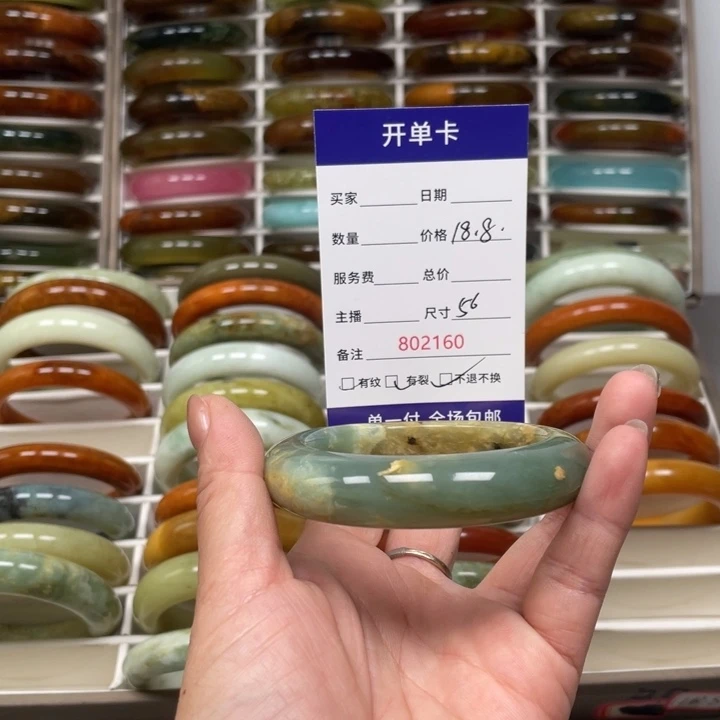 开单卡
买家 日期
数量 价格 18.8.
服务费 总价
主播 尺寸 56
备注 802160
□有纹 □有裂 □不退不换
单一付 全场包邮